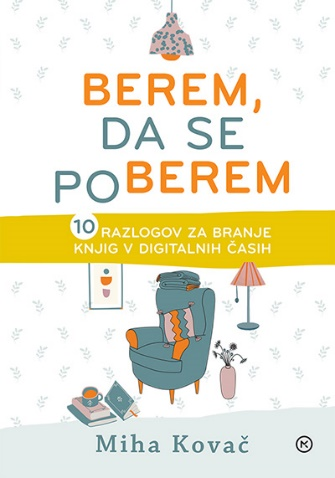 BEREM,
DA SE
POBEREM
10 RAZLOGOV ZA BRANJE
KNJIG V DIGITALNIH ČASIH
Miha Kovač